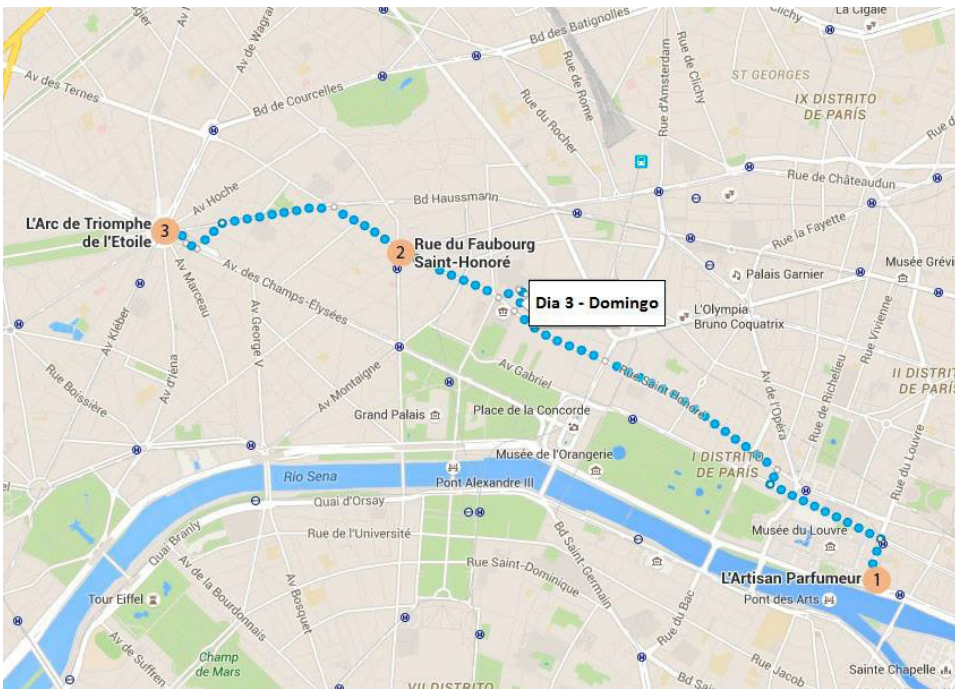 La Cigale
Clichy
Bd des Batignolles
Av de Wagra
Av des Ternes
Bd de Courcelles
Rue de Rome
Rue de Clichy
Rue d'Amsterdam
ST GEORGES
IX DISTRITO
DE PARÍS
Rue du Rocher
Rue de Châteaudun
Av Hoche
Bd Haussmann
Rue la Fayette
L'Arc de Triomphe
de l'Etoile
3
2
Rue du Faubourg
Saint-Honoré
Musée Grévi
Palais Garnier
Av Marceau
Av. des Champs-Elysées
Dia 3 - Domingo
L'Olympia
Bruno Coquatrix
Av Kléber
Av George V
Rue Vivienne
Av d'Iena
Av Gabriel
Rue Saint Honoré
Av de l'Opéra
Rue de Richelieu
II DISTRIT
DE PARÍS
Rue Boissière
Av Montaigne
Grand Palais
Place de la Concorde
Rue du Louvre
Musée de l'Orangerie
I DISTRITO
DE PARÍS
Río Sena
Pont Alexandre III
Quai d'Orsay
Rue de l'Université
Musée du Louvre
Quai Branly
Bd Saint-Germain
Rue Saint-Dominique
L'Artisan Parfumeur
1
Av de la Bourdonnais
Av Bosquet
Rue du Bac
Pont des Arts
Tour Eiffel
Av de Suffren
Champ
de Mars
Rue Jacob
Sainte Chapelle
VII DISTRITO